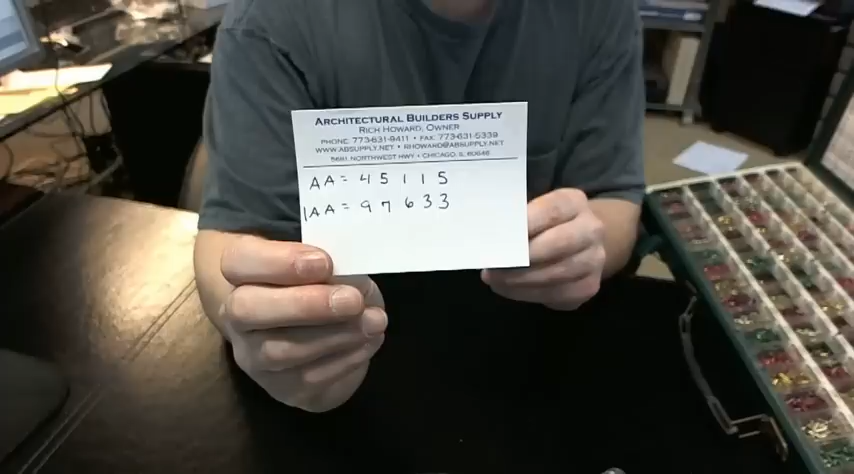 ARCHITECTURAL BUILDERS SUPPLY
RICH HOWARD, OWNER
PHONE: 773-631-9411 • FAX: 773-631-5339
WWW.ABSUPPLY.NET • RHOWARD@ABSUPPLY.NET
5691 NORTHWEST HWY • CHICAGO, IL 60646
AA = 45115
1AA = 97633